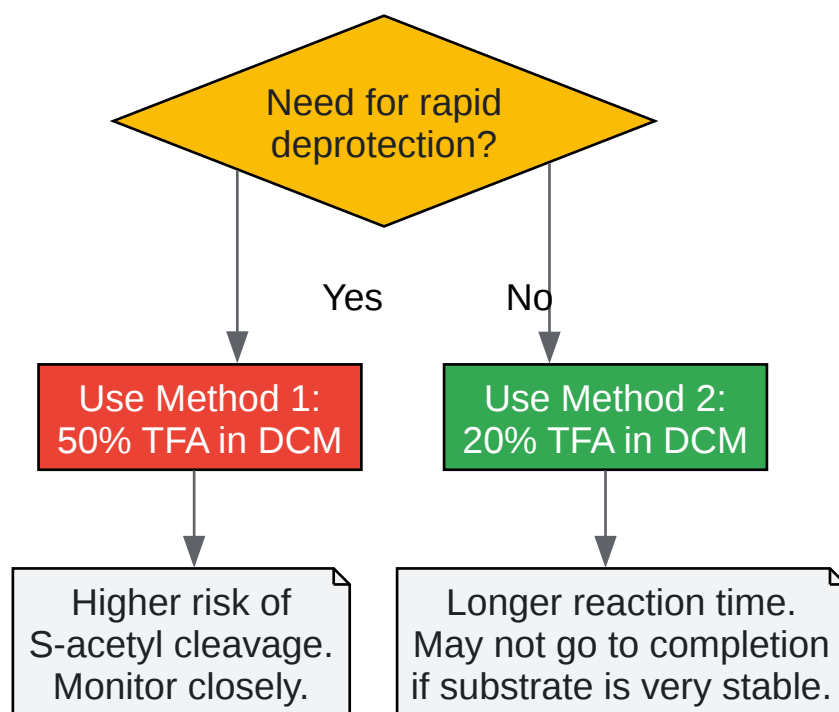 Need for rapid
deprotection?
Yes
No
Use Method 1:
50% TFA in DCM
Use Method 2:
20% TFA in DCM
Higher risk of
S-acetyl cleavage.
Monitor closely.
Longer reaction time.
May not go to completion
if substrate is very stable.